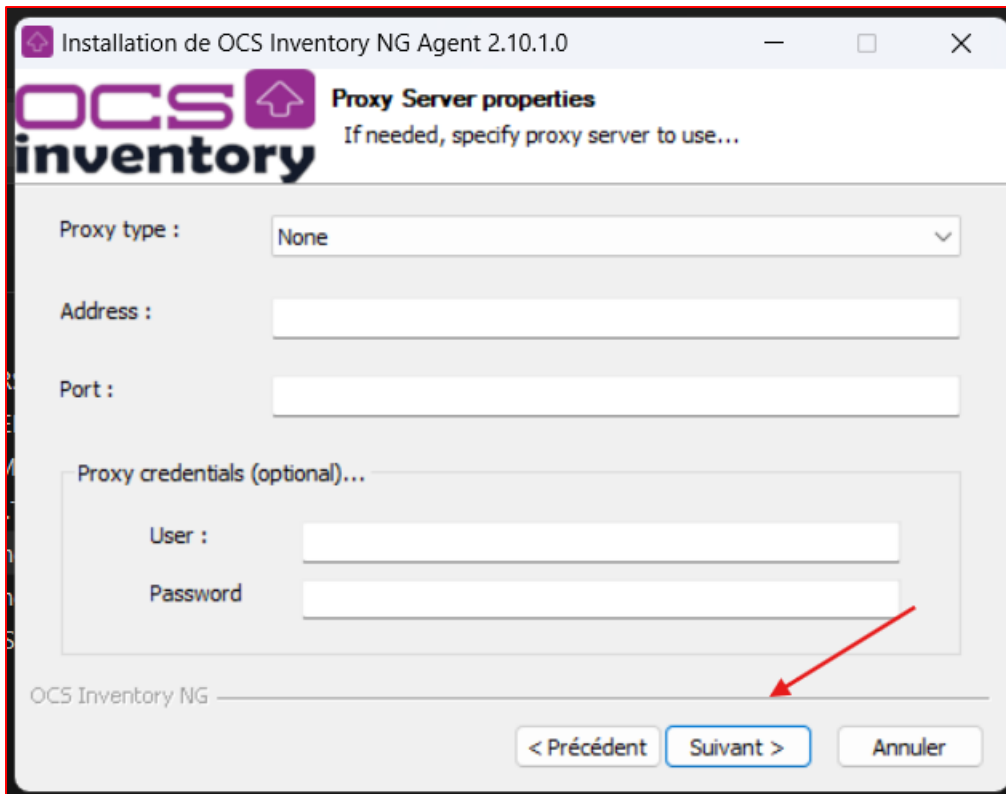 Installation de OCS Inventory NG Agent 2.10.1.0
OCS
inventory
Proxy Server properties
If needed, specify proxy server to use...
Proxy type :
None
Address :
Port :
Proxy credentials (optional)...
User :
Password
OCS Inventory NG
< Précédent
Suivant >
Annuler